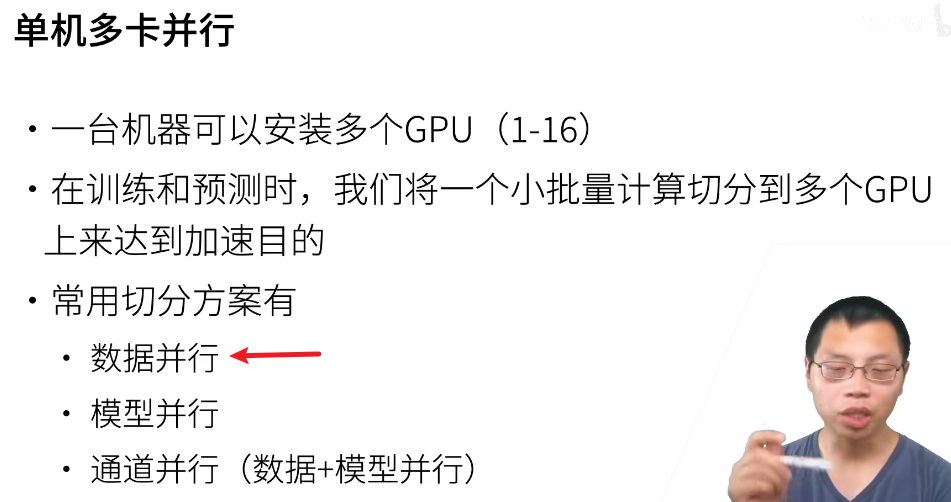 单机多卡并行
• 一台机器可以安装多个GPU（1-16）
• 在训练和预测时，我们将一个小批量计算切分到多个GPU
上来达到加速目的
• 常用切分方案有
• 数据并行
• 模型并行
• 通道并行（数据+模型并行）